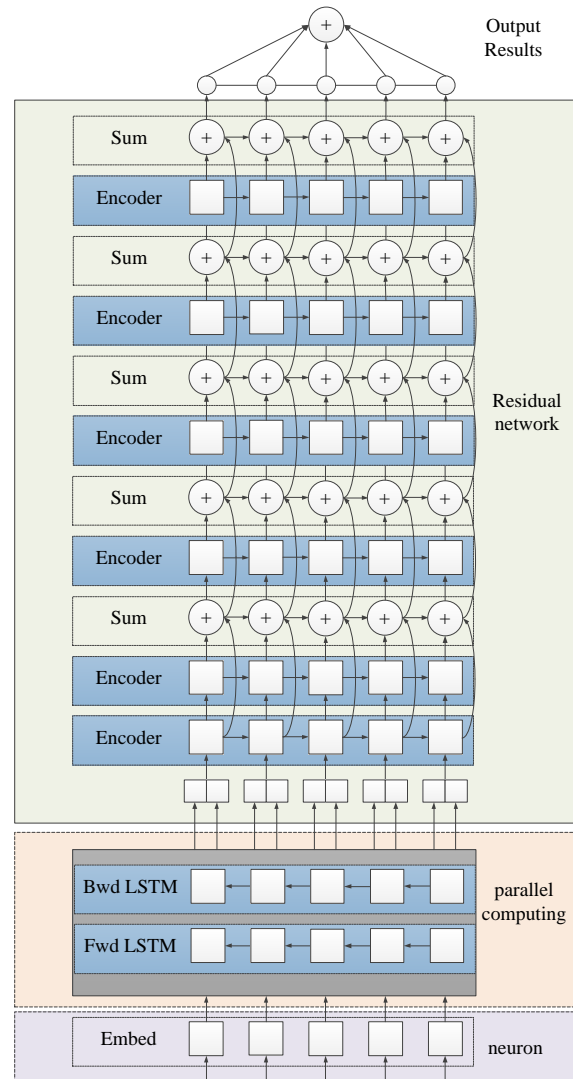 Output
Results
+
Sum
+ + + + +
Encoder
Sum
+ + + + +
Encoder
Sum
+ + + + +
Encoder
Residual
network
Sum
+ + + + +
Encoder
Sum
+ + + + +
Encoder
Encoder
Bwd LSTM
Fwd LSTM
parallel
computing
Embed
neuron